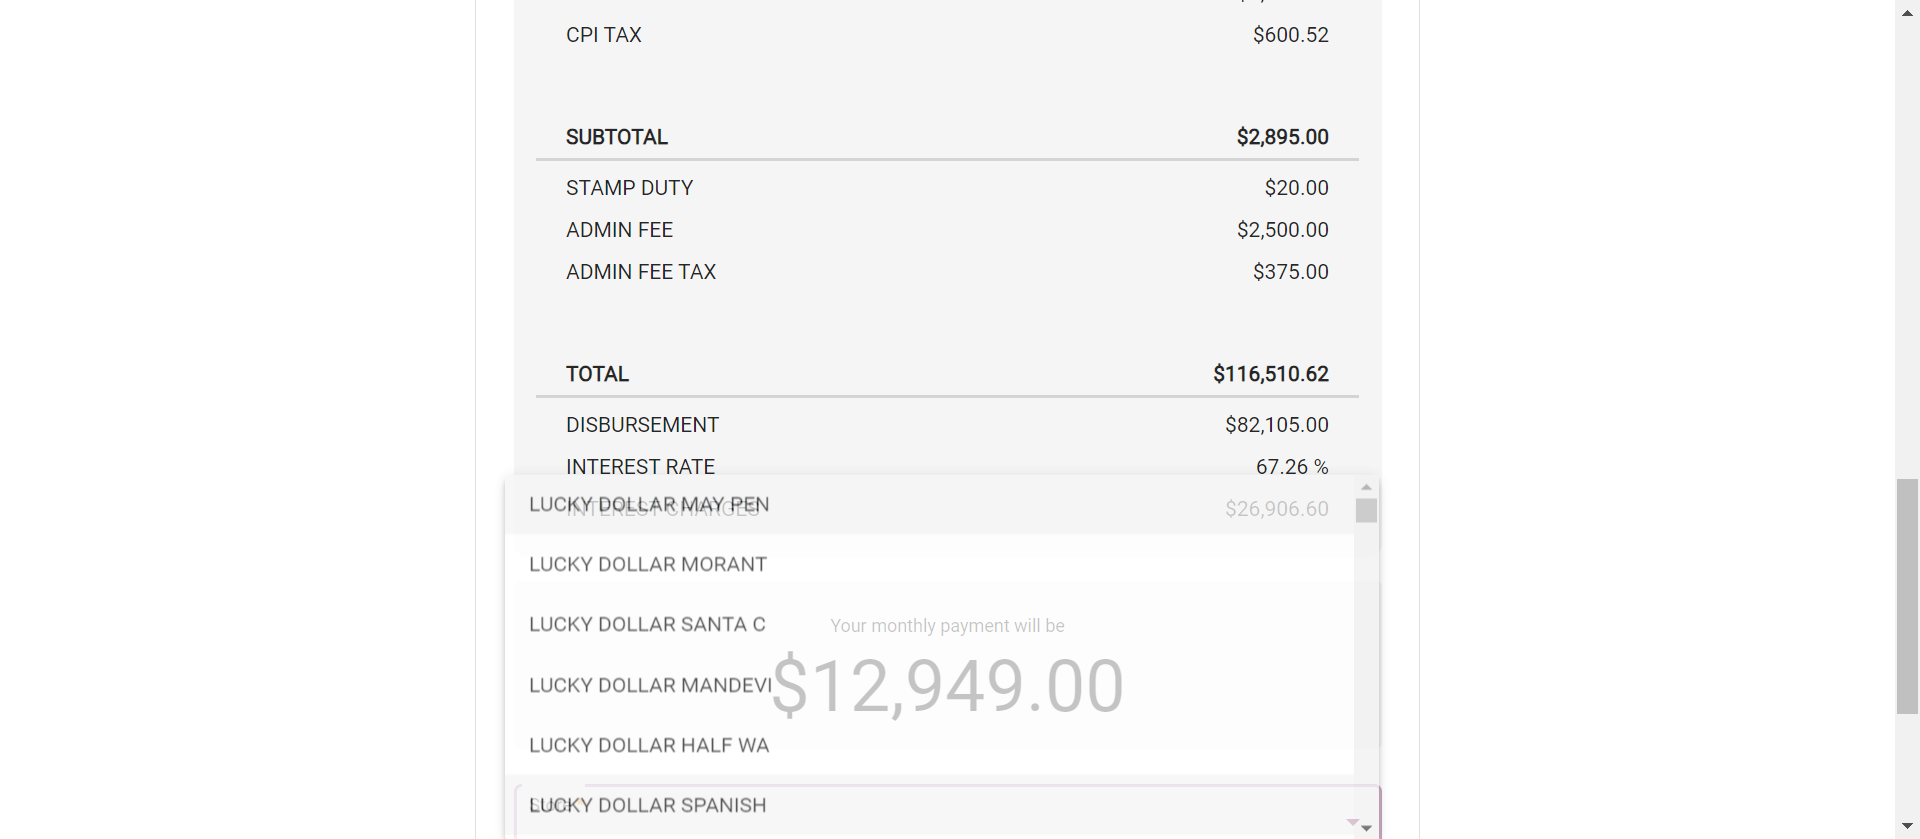 CPI TAX $600.52
SUBTOTAL $2,895.00
STAMP DUTY $20.00
ADMIN FEE $2,500.00
ADMIN FEE TAX $375.00
TOTAL $116,510.62
DISBURSEMENT $82,105.00
INTEREST RATE 67.26 %
INTEREST CHARGES $26,906.60
LUCKY DOLLAR MAY PEN
LUCKY DOLLAR MORANT
LUCKY DOLLAR SANTA C
Your monthly payment will be
$12,949.00
LUCKY DOLLAR MANDEVI
LUCKY DOLLAR HALF WA
LUCKY DOLLAR SPANISH